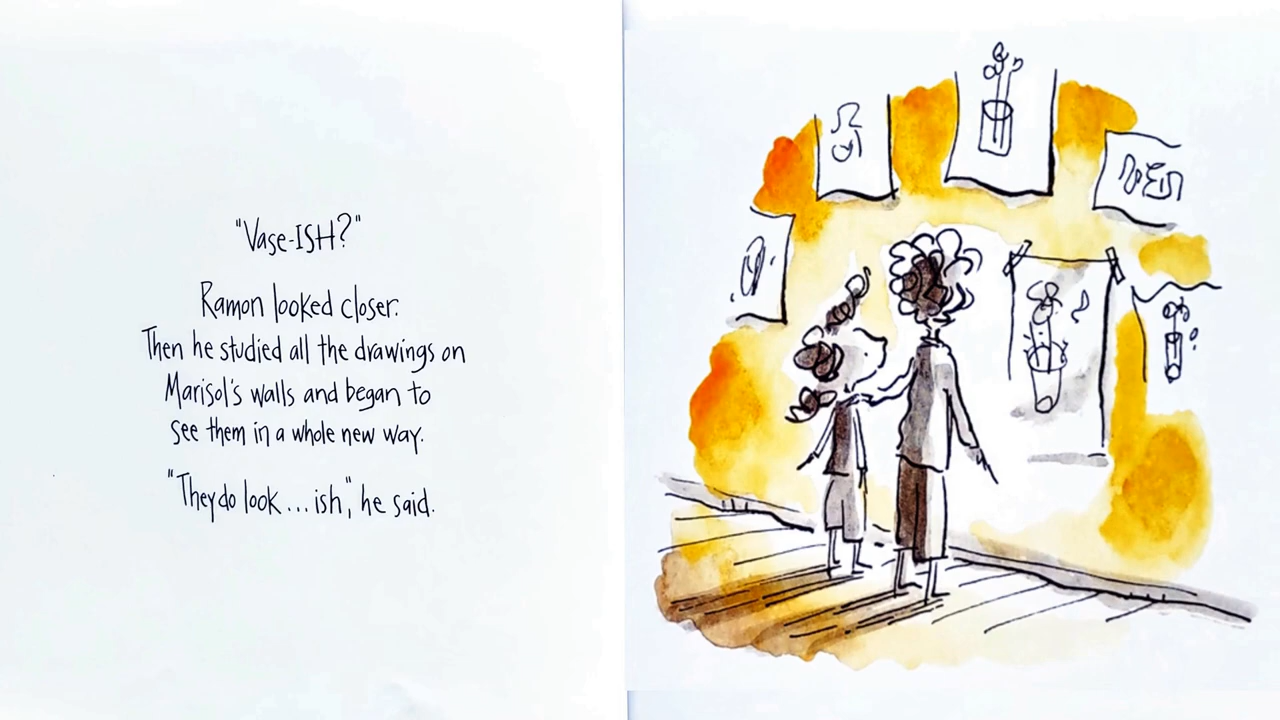 "Vase-ISH?"
Ramon looked closer.
Then he studied all the drawings on
Marisol's walls and began to
see them in a whole new way.
"They do look...ish," he said.